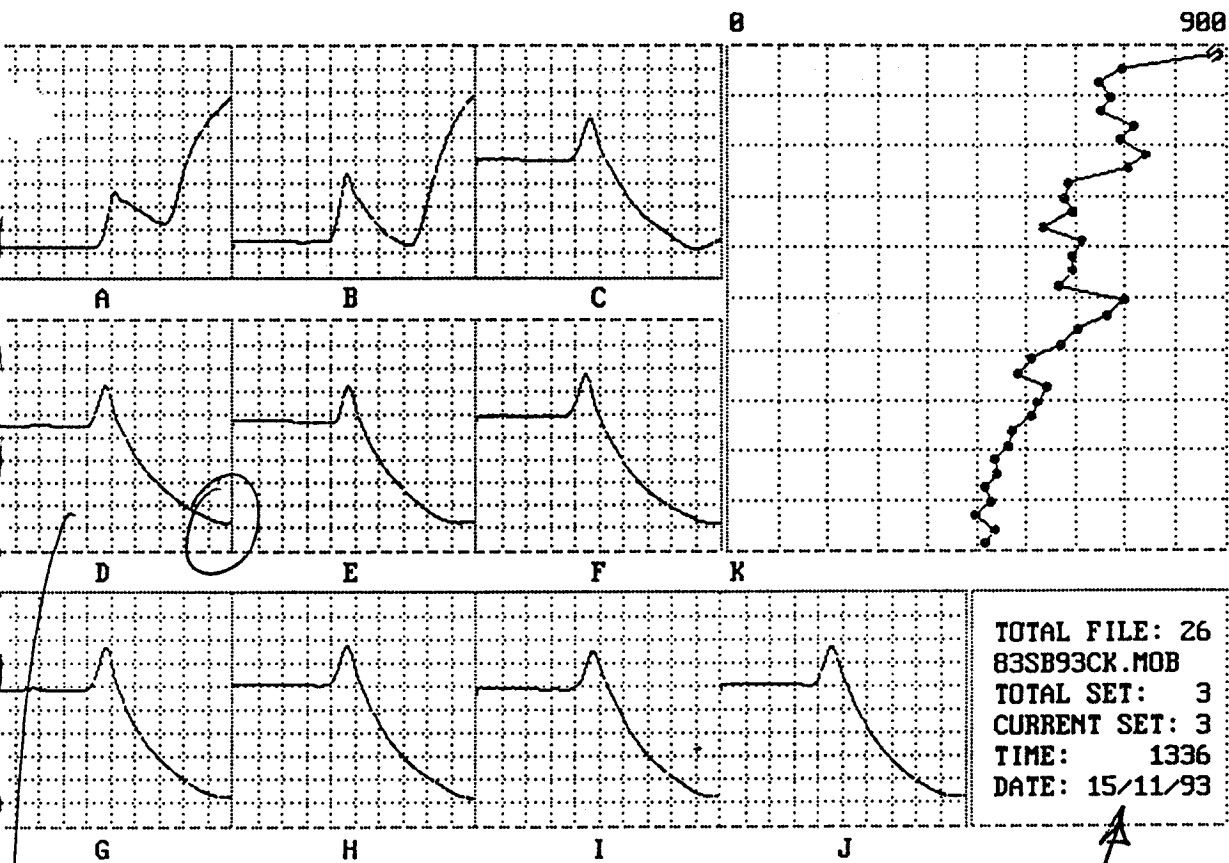 0 900
A B C
D E F K
TOTAL FILE: 26
83SB93CK.MOB
TOTAL SET: 3
CURRENT SET: 3
TIME: 1336
DATE: 15/11/93
G H I J